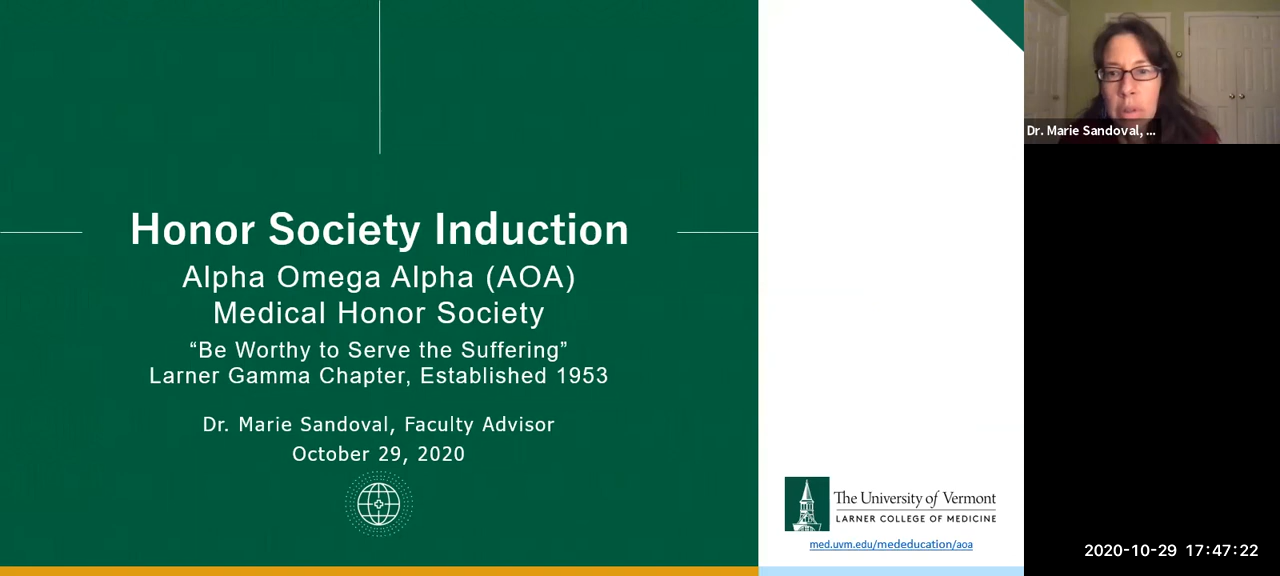 Honor Society Induction
Alpha Omega Alpha (AOA)
Medical Honor Society
“Be Worthy to Serve the Suffering”
Larner Gamma Chapter, Established 1953
Dr. Marie Sandoval, Faculty Advisor
October 29, 2020
The University of Vermont
LARNER COLLEGE OF MEDICINE
med.uvm.edu/mededucation/aoa
Dr. Marie Sandoval, ...
2020-10-29 17:47:22